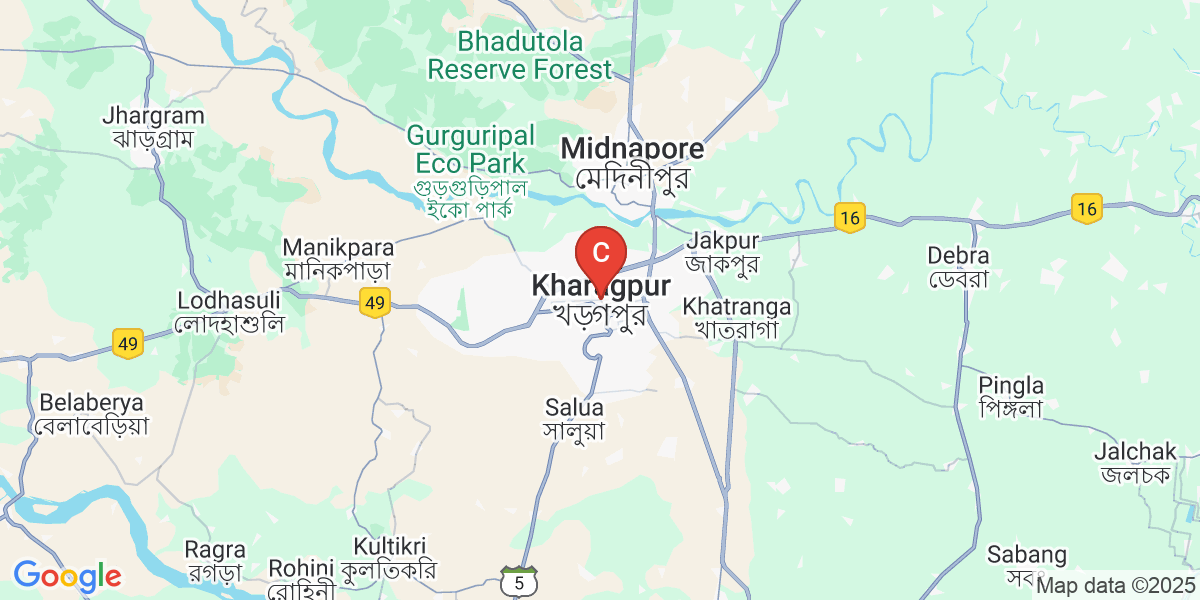 Bhadutola
Reserve Forest
Jhargram
ঝাড়গ্রাম
Gurguripal
Eco Park
গুড়গুড়িপাল
ইকো পার্ক
Midnapore
মেদিনীপুর
16
16
Manikpara
মানিকপাড়া
C
Jakpur
জাকপুর
Debra
ডেবরা
Lodhasuli
লোদহাশুলি
49
Kharagpur
খড়গপুর
Khatranga
খাতরাগা
49
Belaberya
বেলাবেড়িয়া
Salua
সালুয়া
Pingla
পিঙ্গলা
Jalchak
জলচক
Ragra
রগড়া
Rohini
রোহিনী
Kultikri
কুলতিকরি
5
Sabang
Google
Map data ©2025